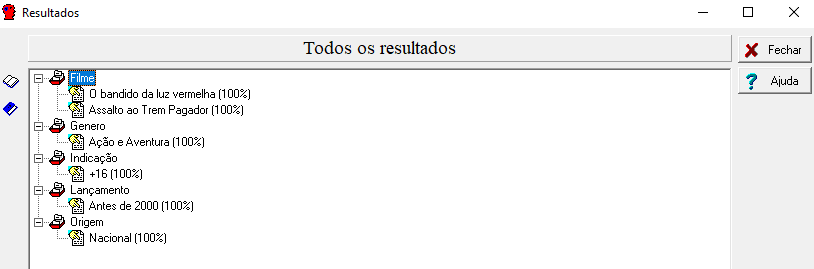 Resultados
Todos os resultados
Fechar
Ajuda
Filme
O bandido da luz vermelha (100%)
Assalto ao Trem Pagador (100%)
Genero
Ação e Aventura (100%)
Indicação
+16 (100%)
Lançamento
Antes de 2000 (100%)
Origem
Nacional (100%)